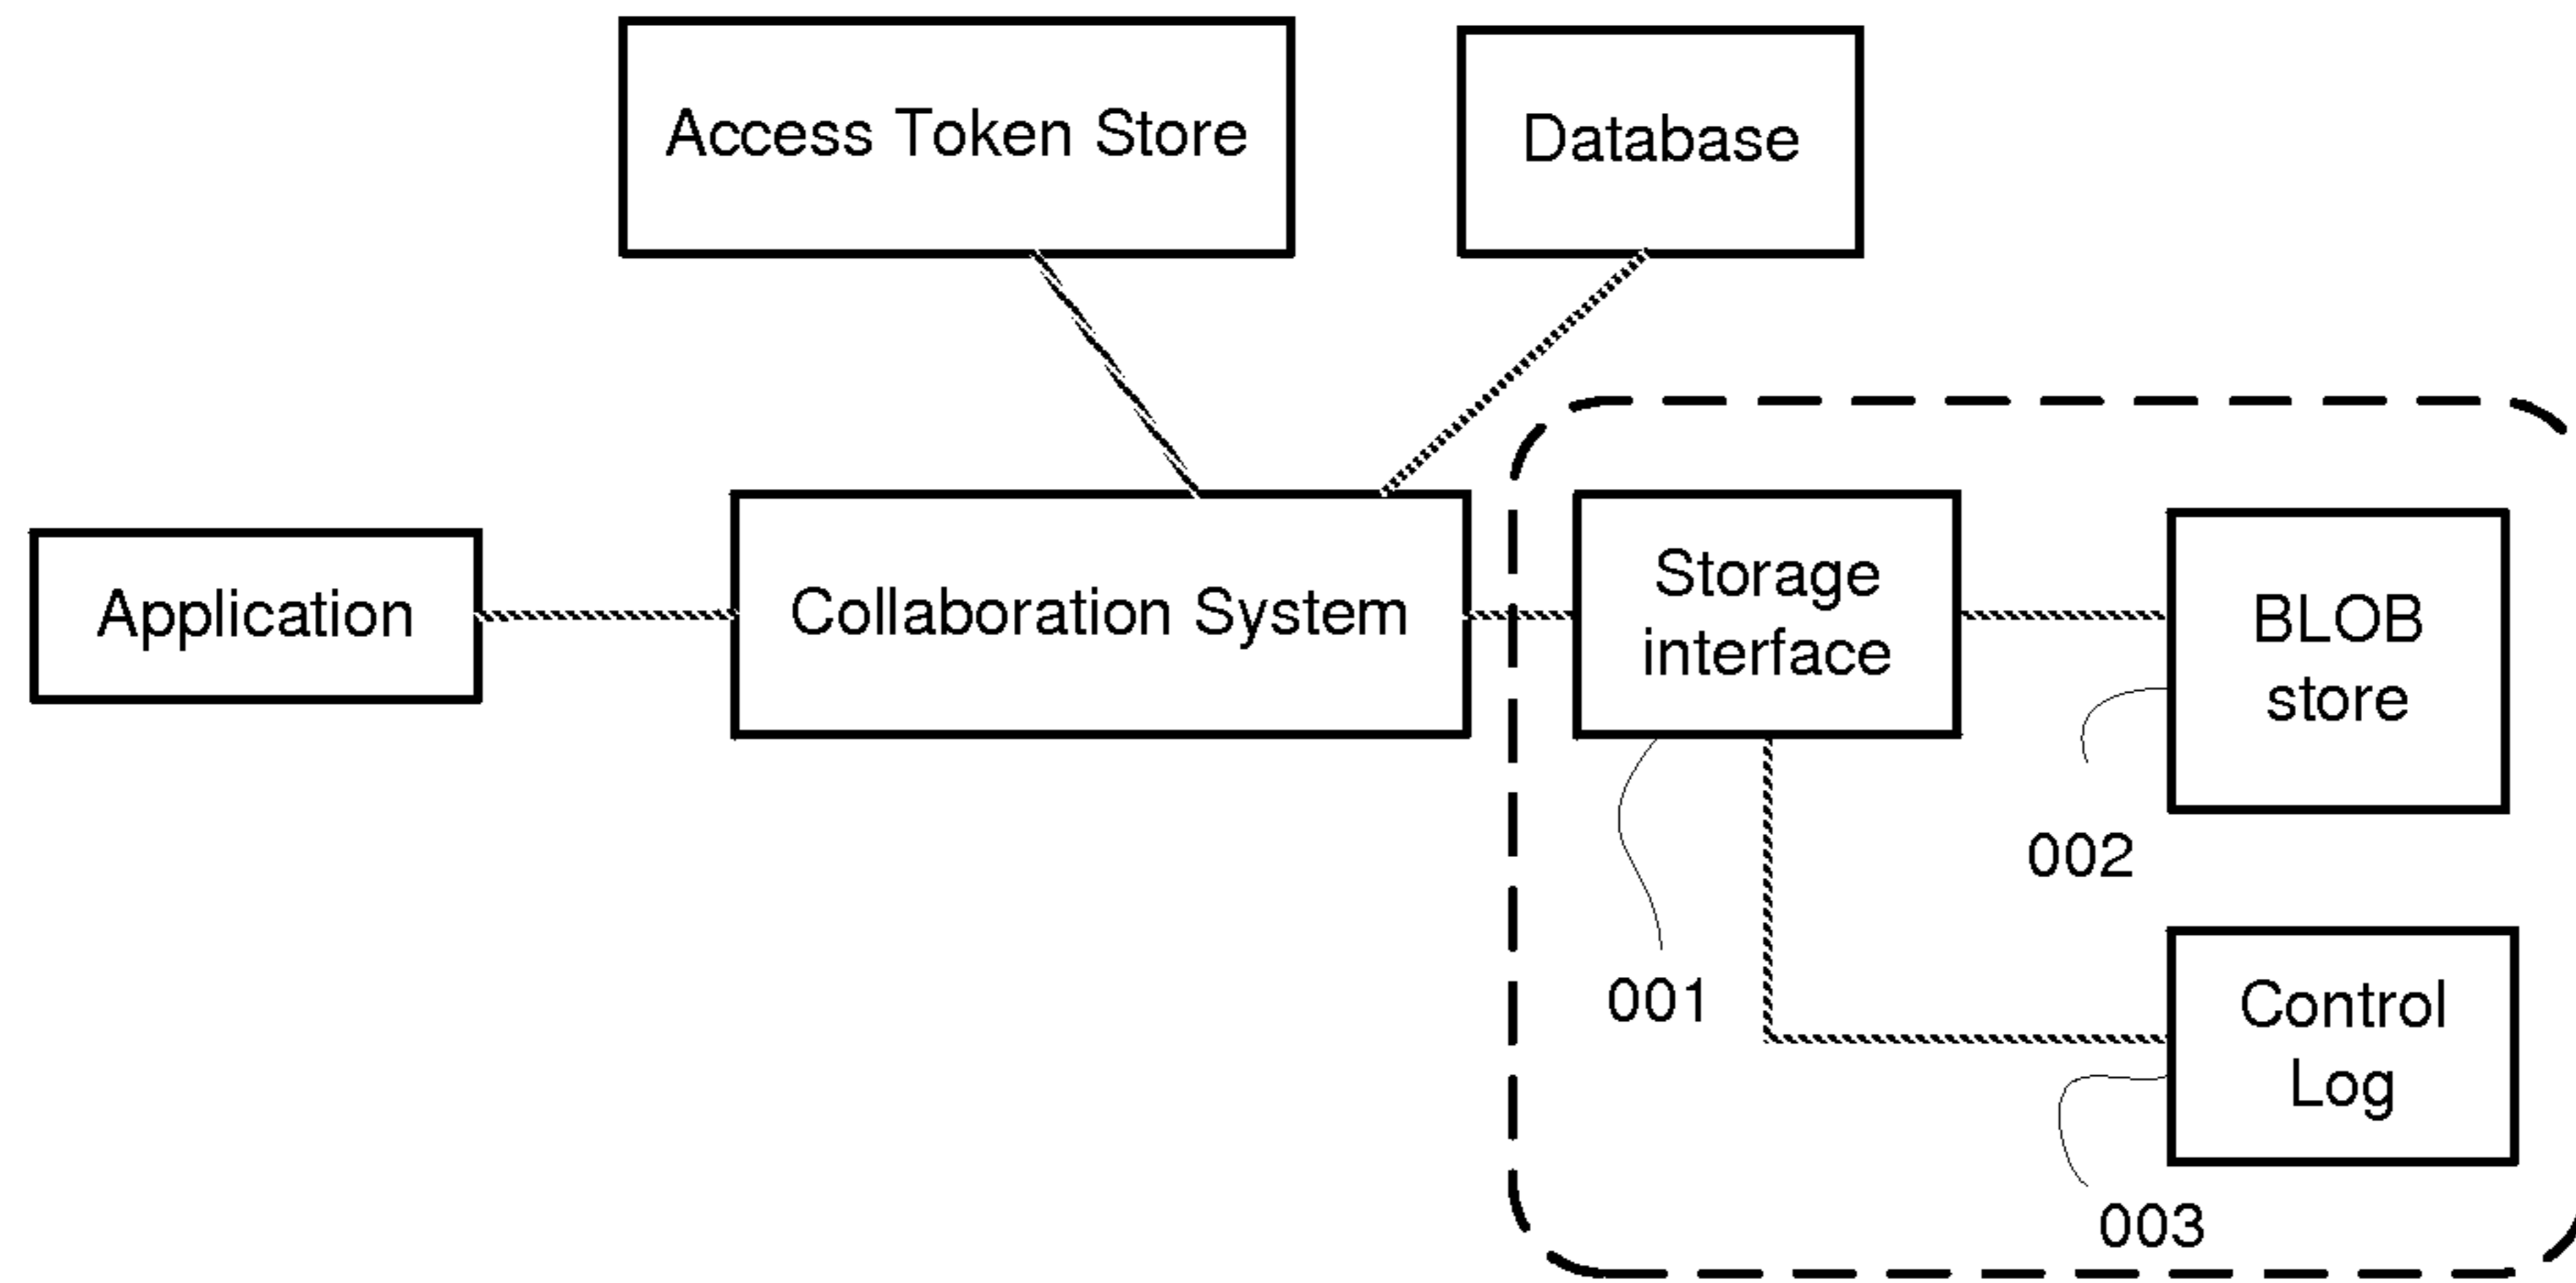 Access Token Store
Database
Application
Collaboration System
Storage
interface
BLOB
store
002
001
Control
Log
003